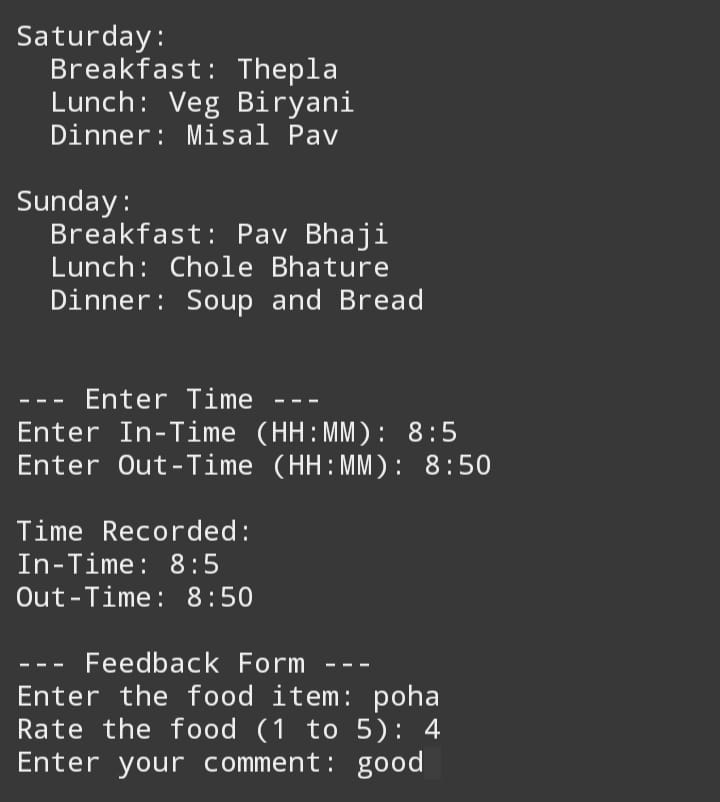 Saturday:
  Breakfast: Thepla
  Lunch: Veg Biryani
  Dinner: Misal Pav
Sunday:
  Breakfast: Pav Bhaji
  Lunch: Chole Bhature
  Dinner: Soup and Bread
--- Enter Time ---
Enter In-Time (HH:MM): 8:5
Enter Out-Time (HH:MM): 8:50
Time Recorded:
In-Time: 8:5
Out-Time: 8:50
--- Feedback Form ---
Enter the food item: poha
Rate the food (1 to 5): 4
Enter your comment: good